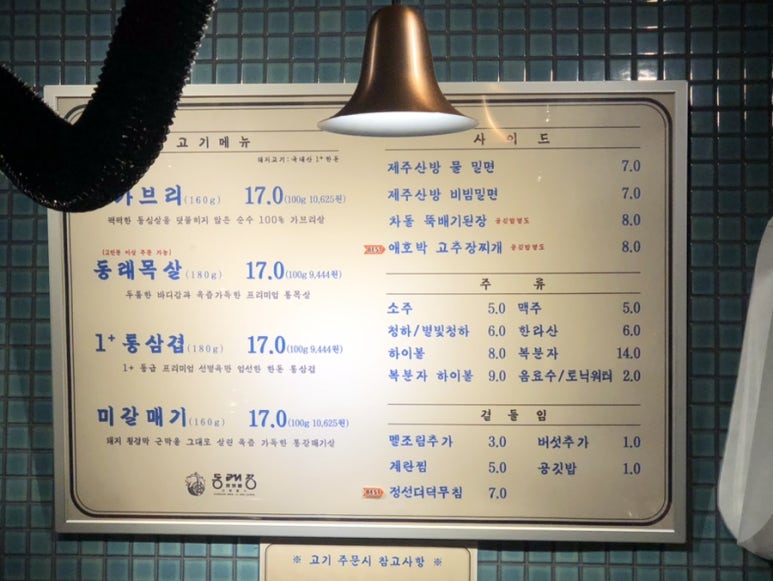 고기메뉴
돼지고기: 국내산 1+한돈
가브리(160g) 17.0(100g 10,625원)
퍽퍽한 등심살을 덧붙히지 않은 순수 100% 가브리살
(2인분 이상 주문 가능)
동래목살(180g) 17.0(100g 9,444원)
두툼한 바디감과 육즙가득한 프리미엄 통목살
1+통삼겹(180g) 17.0(100g 9,444원)
1+ 등급 프리미엄 선별육만 엄선한 한돈 통삼겹
미갈매기(160g) 17.0(100g 10,625원)
돼지 횡경막 근막을 그대로 살린 육즙 가득한 통갈매기살
사이드
제주산방 물 밀면 7.0
제주산방 비빔밀면 7.0
차돌 뚝배기된장 공깃밥별도 8.0
BEST 애호박 고추장찌개 공깃밥별도 8.0
주류
소주 5.0 맥주 5.0
청하/별빛청하 6.0 한라산 6.0
하이볼 8.0 복분자 14.0
복분자 하이볼 9.0 음료수/토닉워터 2.0
곁들임
멜조림추가 3.0 버섯추가 1.0
계란찜 5.0 공깃밥 1.0
BEST 정선더덕무침 7.0
※ 고기 주문시 참고사항 ※